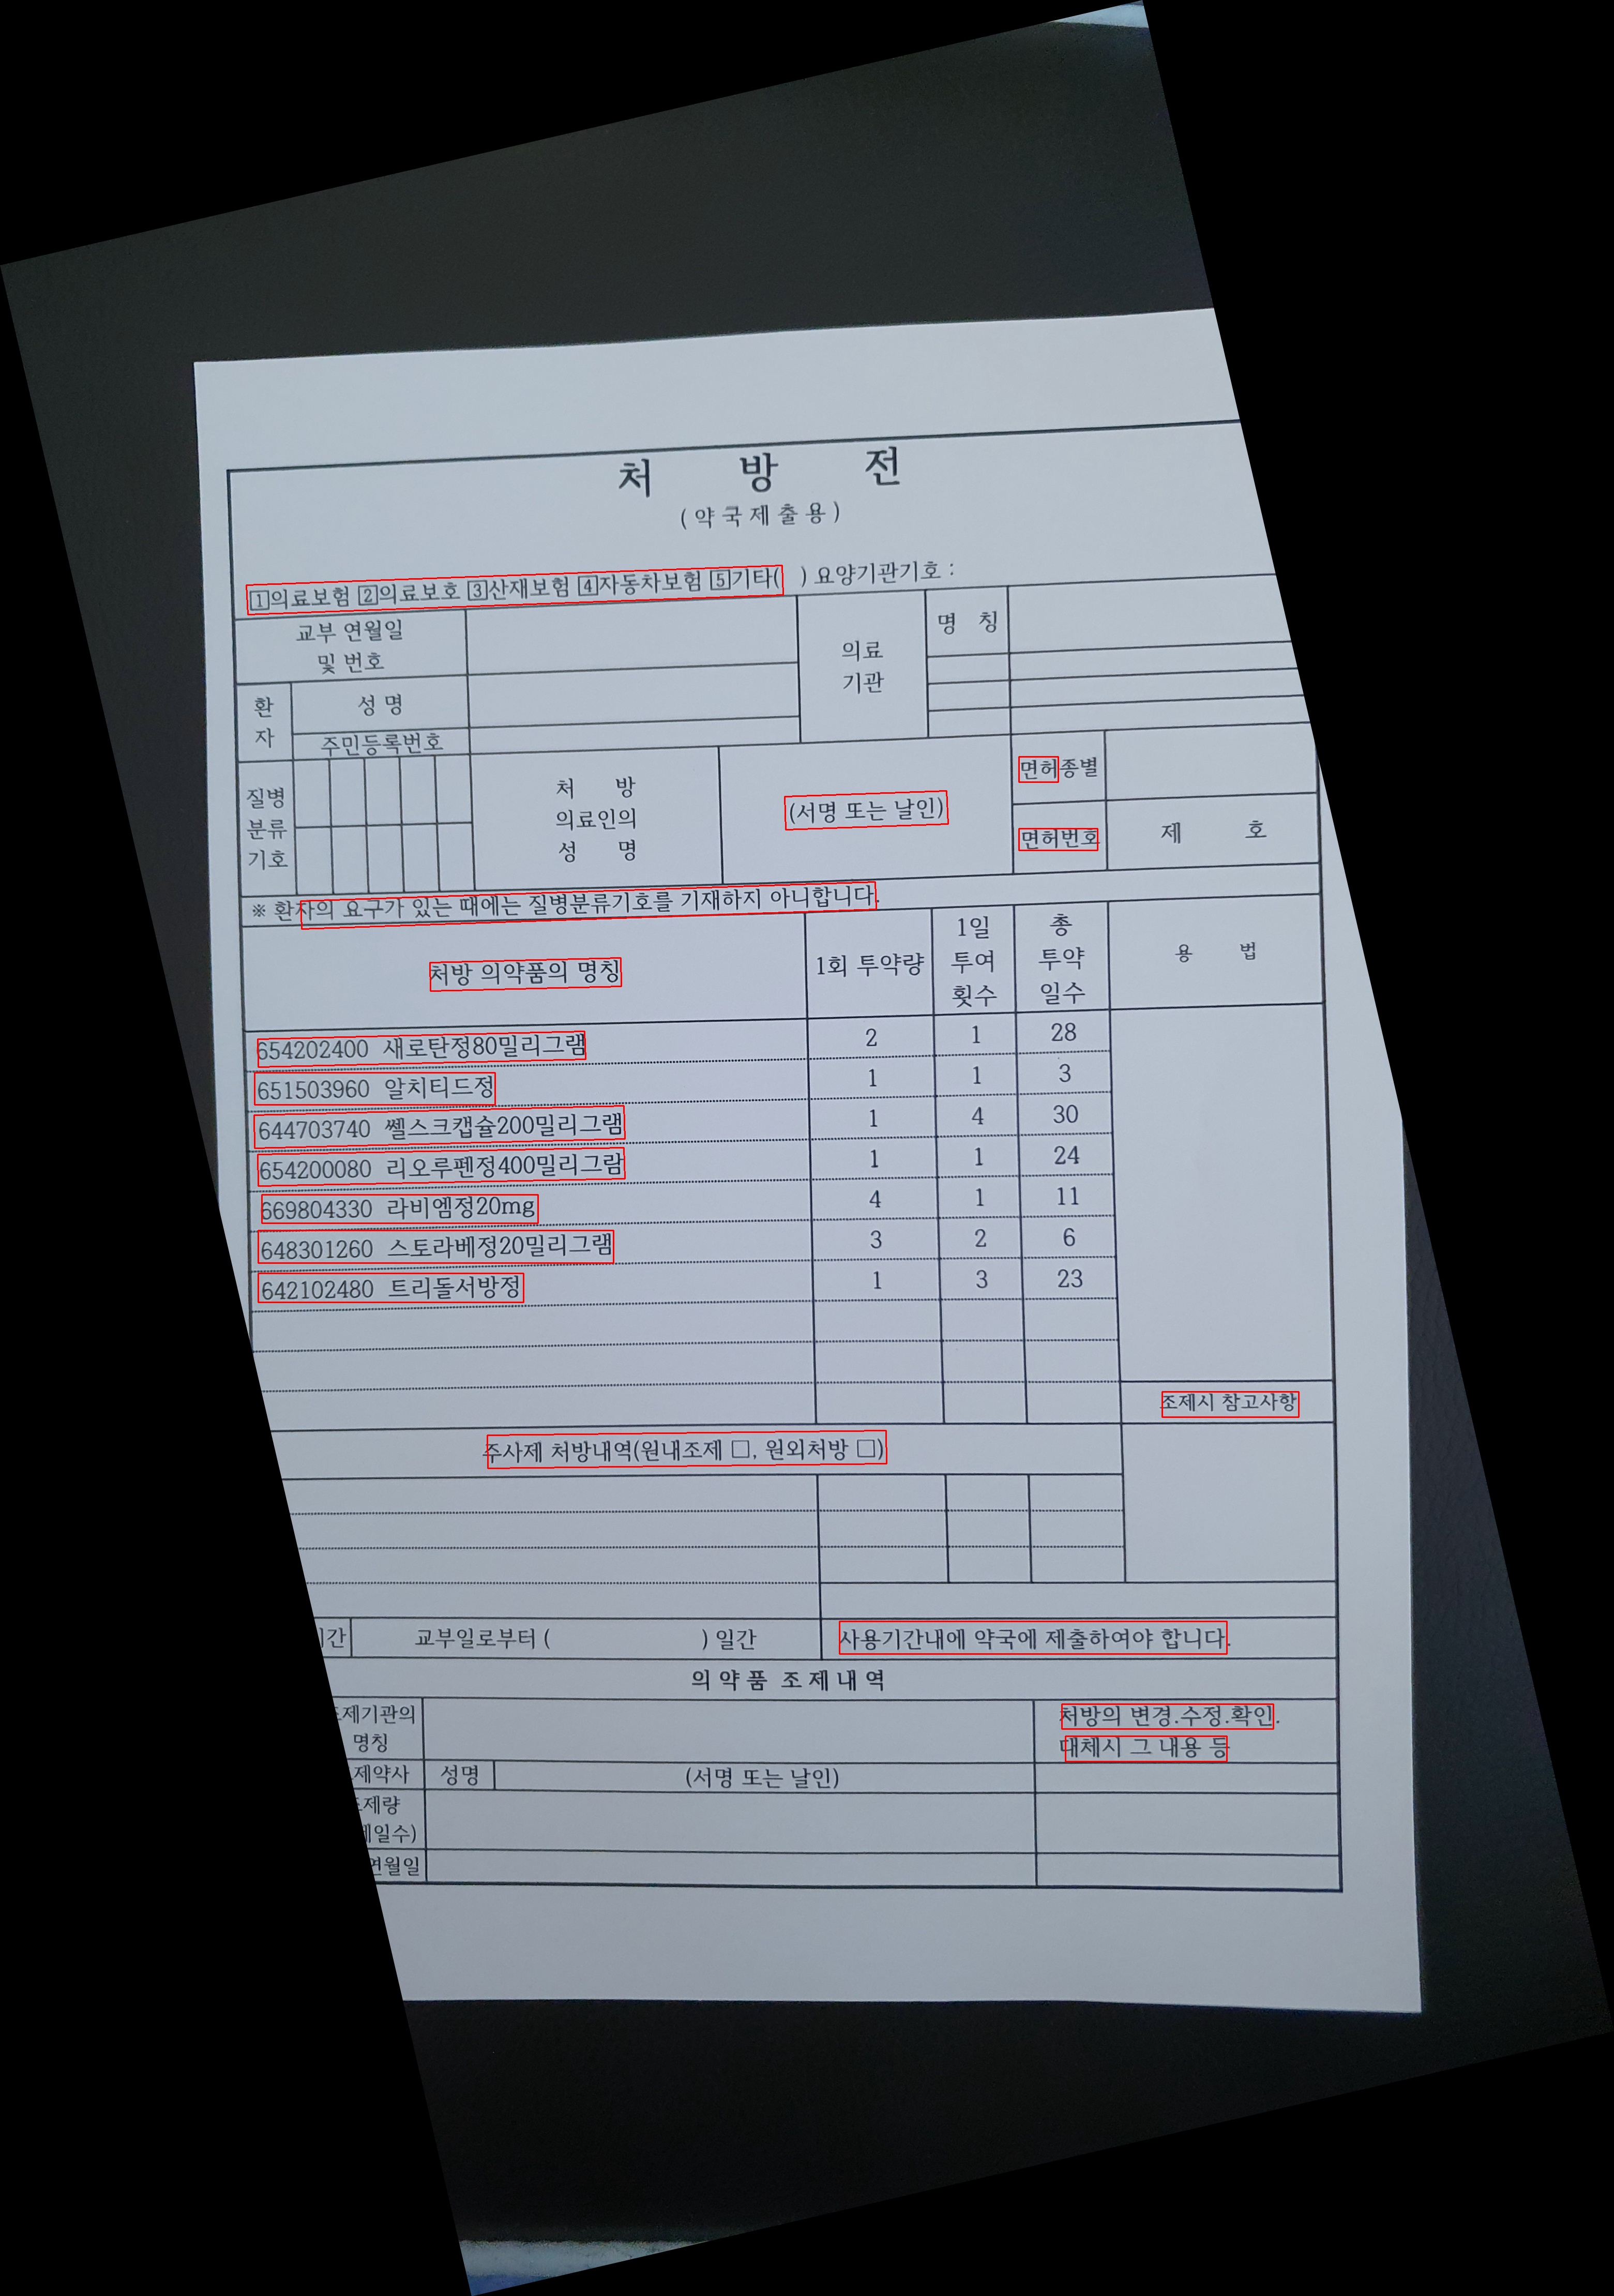 처 방 전
(약국제출용)
1의료보험 2의료보호 3산재보험 4자동차보험 5기타( ) 요양기관기호 :
교부 연월일
및 번호
의료
기관
명 칭
환
자
성 명
주민등록번호
질병
분류
기호
처 방
의료인의
성 명
(서명 또는 날인)
면허종별
면허번호
제 호
※ 환자의 요구가 있는 때에는 질병분류기호를 기재하지 아니합니다.
처방 의약품의 명칭
1회 투약량
1일
투여
횟수
총
투약
일수
용 법
654202400 새로탄정80밀리그램 2 1 28
651503960 알치티드정 1 1 3
644703740 쎌스크캡슐200밀리그램 1 4 30
654200080 리오루펜정400밀리그람 1 1 24
669804330 라비엠정20mg 4 1 11
648301260 스토라베정20밀리그램 3 2 6
642102480 트리돌서방정 1 3 23
조제시 참고사항
주사제 처방내역(원내조제 □, 원외처방 □)
간 교부일로부터 ( ) 일간 사용기간내에 약국에 제출하여야 합니다.
의 약 품 조 제 내 역
제기관의
명칭
처방의 변경.수정.확인.
대체시 그 내용 등
제약사 성명 (서명 또는 날인)
제량
일수)
연월일